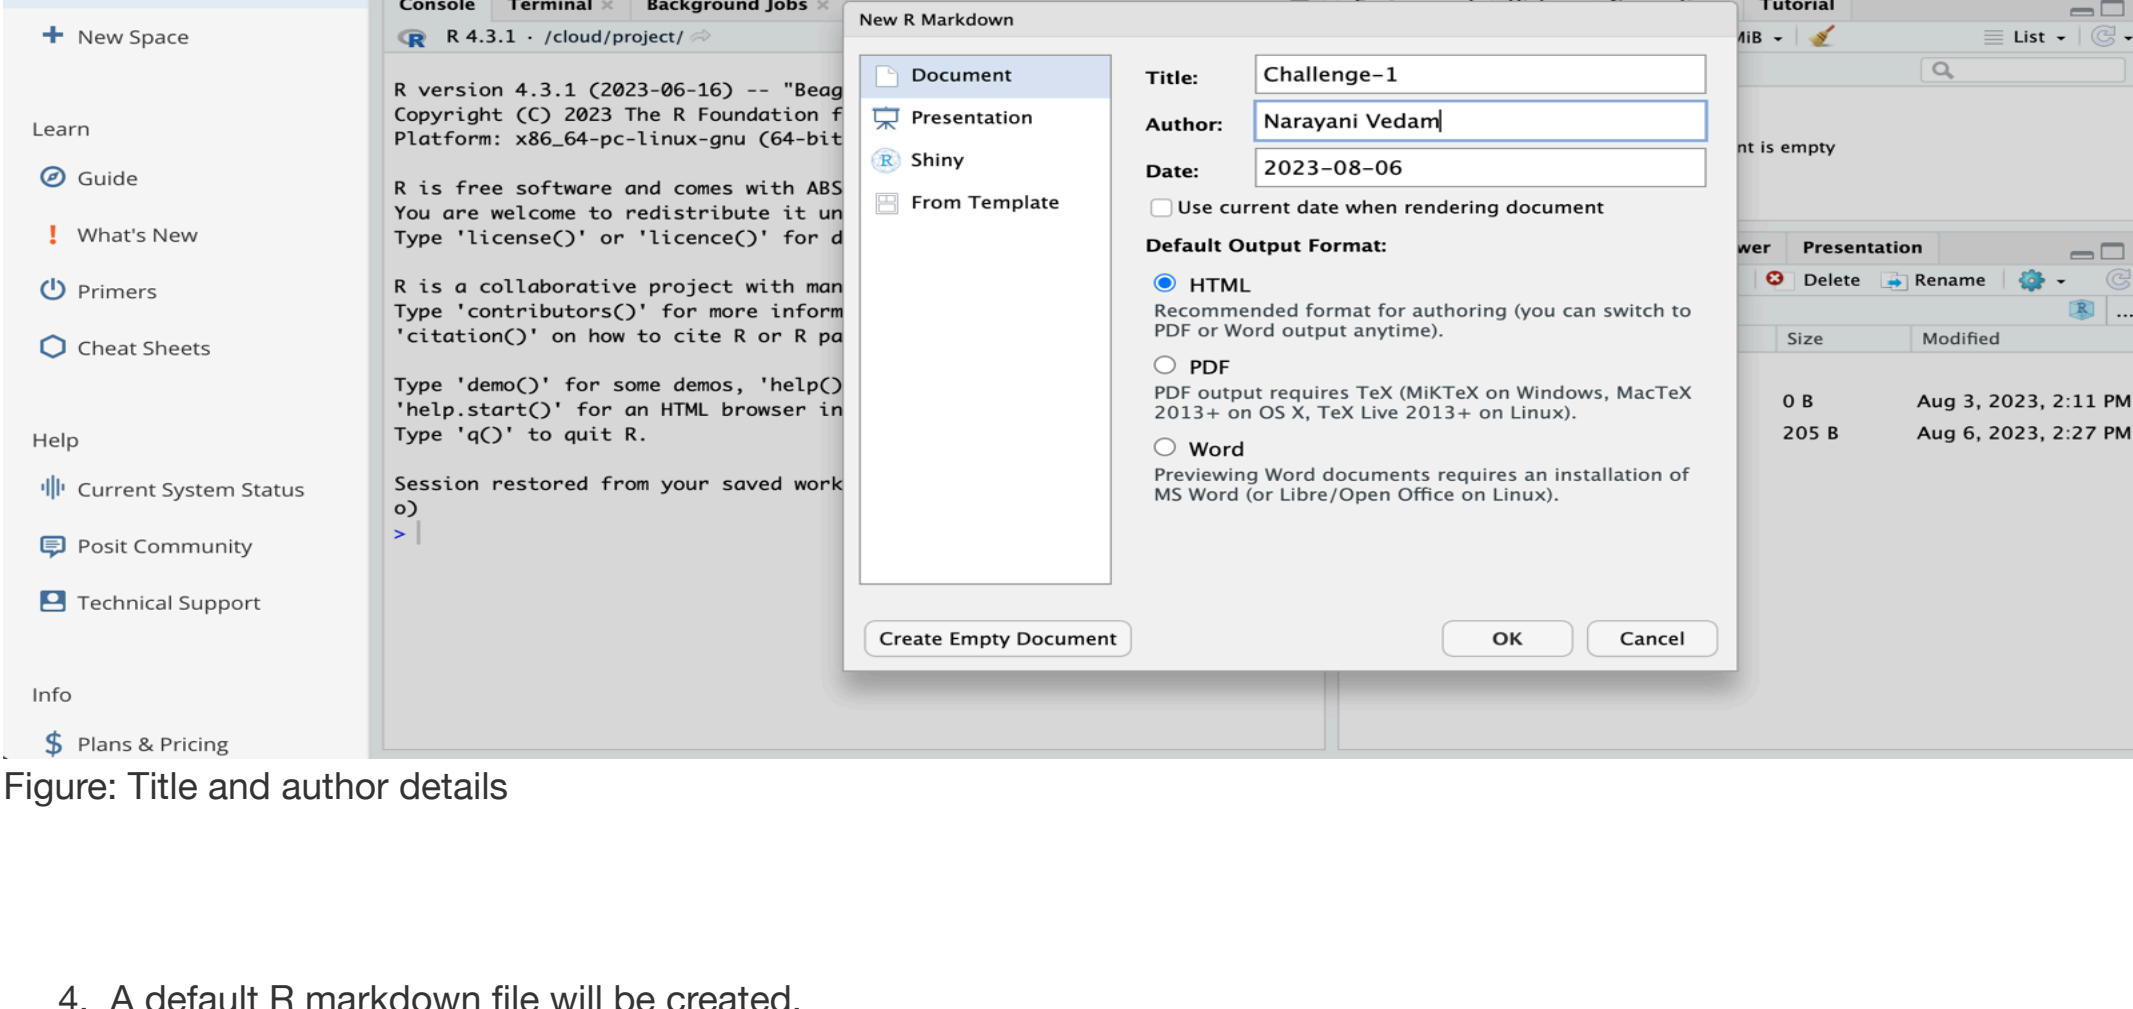 New Space
Learn
Guide
What's New
Primers
Cheat Sheets
Help
Current System Status
Posit Community
Technical Support
Info
Plans & Pricing
Console Terminal × Background Jobs ×
R 4.3.1 · /cloud/project/
R version 4.3.1 (2023-06-16) -- "Beag
Copyright (C) 2023 The R Foundation f
Platform: x86_64-pc-linux-gnu (64-bit
R is free software and comes with ABS
You are welcome to redistribute it un
Type 'license()' or 'licence()' for d
R is a collaborative project with man
Type 'contributors()' for more inform
'citation()' on how to cite R or R pa
Type 'demo()' for some demos, 'help()
'help.start()' for an HTML browser in
Type 'q()' to quit R.
Session restored from your saved work
o)
>
New R Markdown
Document
Presentation
Shiny
From Template
Title: Challenge-1
Author: Narayani Vedam
Date: 2023-08-06
Use current date when rendering document
Default Output Format:
HTML
Recommended format for authoring (you can switch to
PDF or Word output anytime).
PDF
PDF output requires TeX (MiKTeX on Windows, MacTeX
2013+ on OS X, TeX Live 2013+ on Linux).
Word
Previewing Word documents requires an installation of
MS Word (or Libre/Open Office on Linux).
Create Empty Document OK Cancel
Tutorial
MiB List
nt is empty
wer Presentation
Delete Rename
R ...
Size Modified
0 B Aug 3, 2023, 2:11 PM
205 B Aug 6, 2023, 2:27 PM
Figure: Title and author details
4. A default R markdown file will be created.